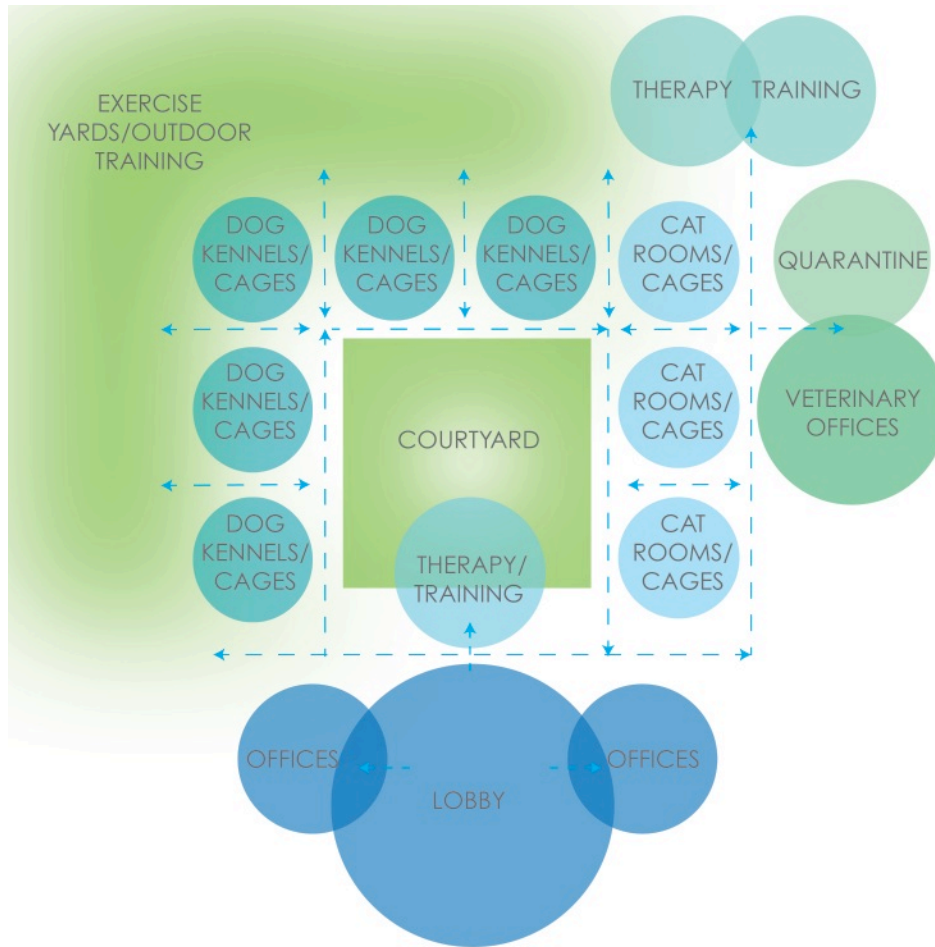 THERAPY
TRAINING
EXERCISE
YARDS/OUTDOOR
TRAINING
DOG
KENNELS/
CAGES
DOG
KENNELS/
CAGES
DOG
KENNELS/
CAGES
CAT
ROOMS/
CAGES
QUARANTINE
DOG
KENNELS/
CAGES
COURTYARD
CAT
ROOMS/
CAGES
VETERINARY
OFFICES
DOG
KENNELS/
CAGES
THERAPY/
TRAINING
CAT
ROOMS/
CAGES
OFFICES
LOBBY
OFFICES